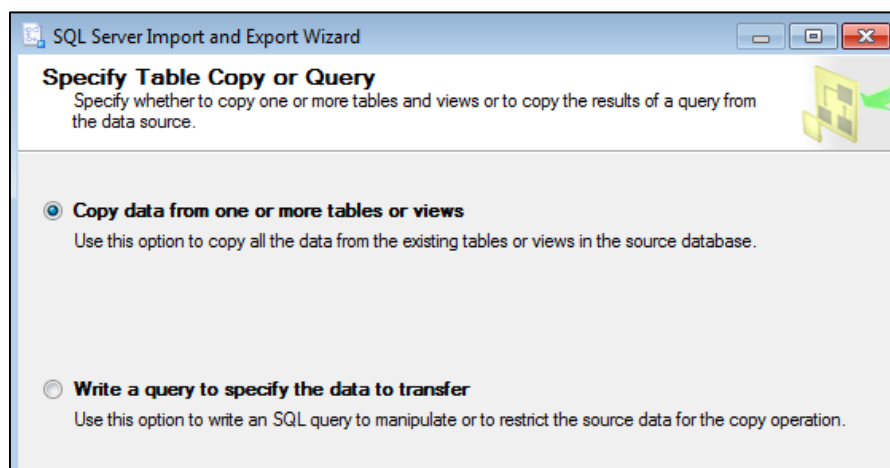 SQL Server Import and Export Wizard
Specify Table Copy or Query
Specify whether to copy one or more tables and views or to copy the results of a query from
the data source.
Copy data from one or more tables or views
Use this option to copy all the data from the existing tables or views in the source database.
Write a query to specify the data to transfer
Use this option to write an SQL query to manipulate or to restrict the source data for the copy operation.